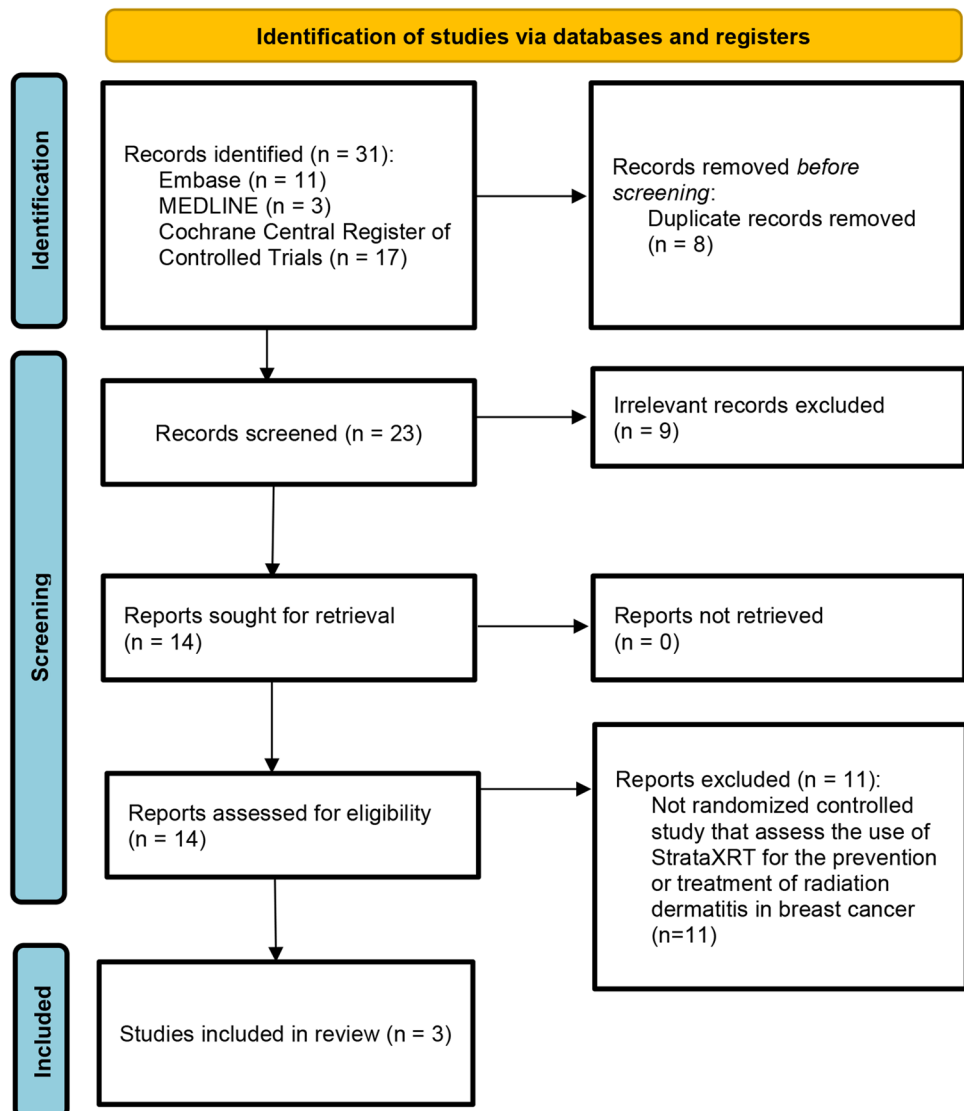 Identification of studies via databases and registers
Identification
Records identified (n = 31):
Embase (n = 11)
MEDLINE (n = 3)
Cochrane Central Register of
Controlled Trials (n = 17)
Records removed before
screening:
Duplicate records removed
(n = 8)
Screening
Records screened (n = 23)
Irrelevant records excluded
(n = 9)
Reports sought for retrieval
(n = 14)
Reports not retrieved
(n = 0)
Reports assessed for eligibility
(n = 14)
Reports excluded (n = 11):
Not randomized controlled
study that assess the use of
StrataXRT for the prevention
or treatment of radiation
dermatitis in breast cancer
(n=11)
Included
Studies included in review (n = 3)